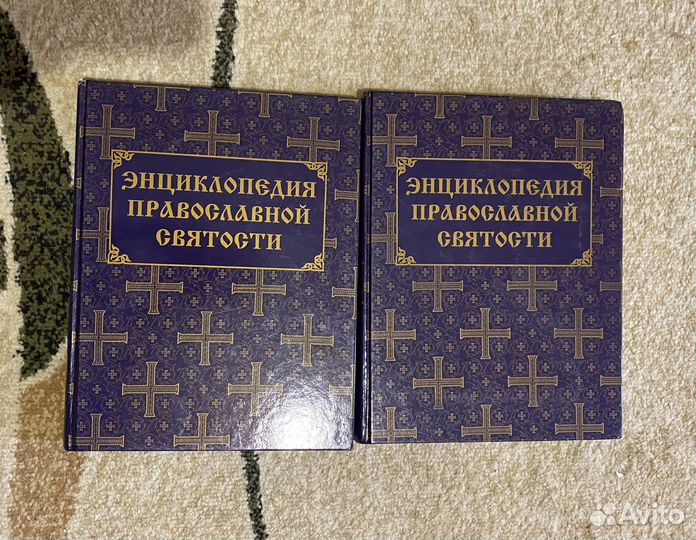 ЭНЦИКЛОПЕДИЯ
ПРАВОСЛАВНОЙ
СВЯТОСТИ
ЭНЦИКЛОПЕДИЯ
ПРАВОСЛАВНОЙ
СВЯТОСТИ
Avito